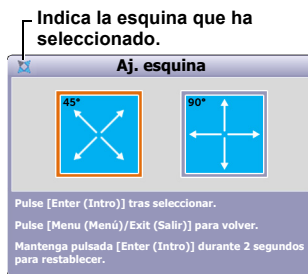 Indica la esquina que ha
seleccionado.
Aj. esquina
45°
90°
Pulse [Enter (Intro)] tras seleccionar.
Pulse [Menu (Menú)/Exit (Salir)] para volver.
Mantenga pulsada [Enter (Intro)] durante 2 segundos
para restablecer.